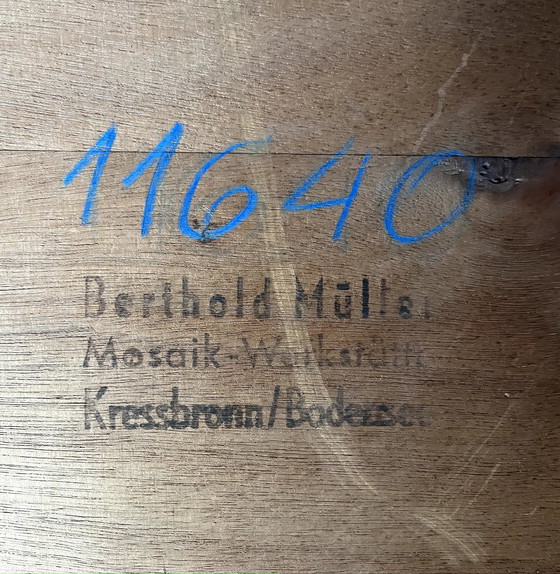 11640
Berthold Müller
Mosaik-Werkstätte
Kressbronn/Bodensee